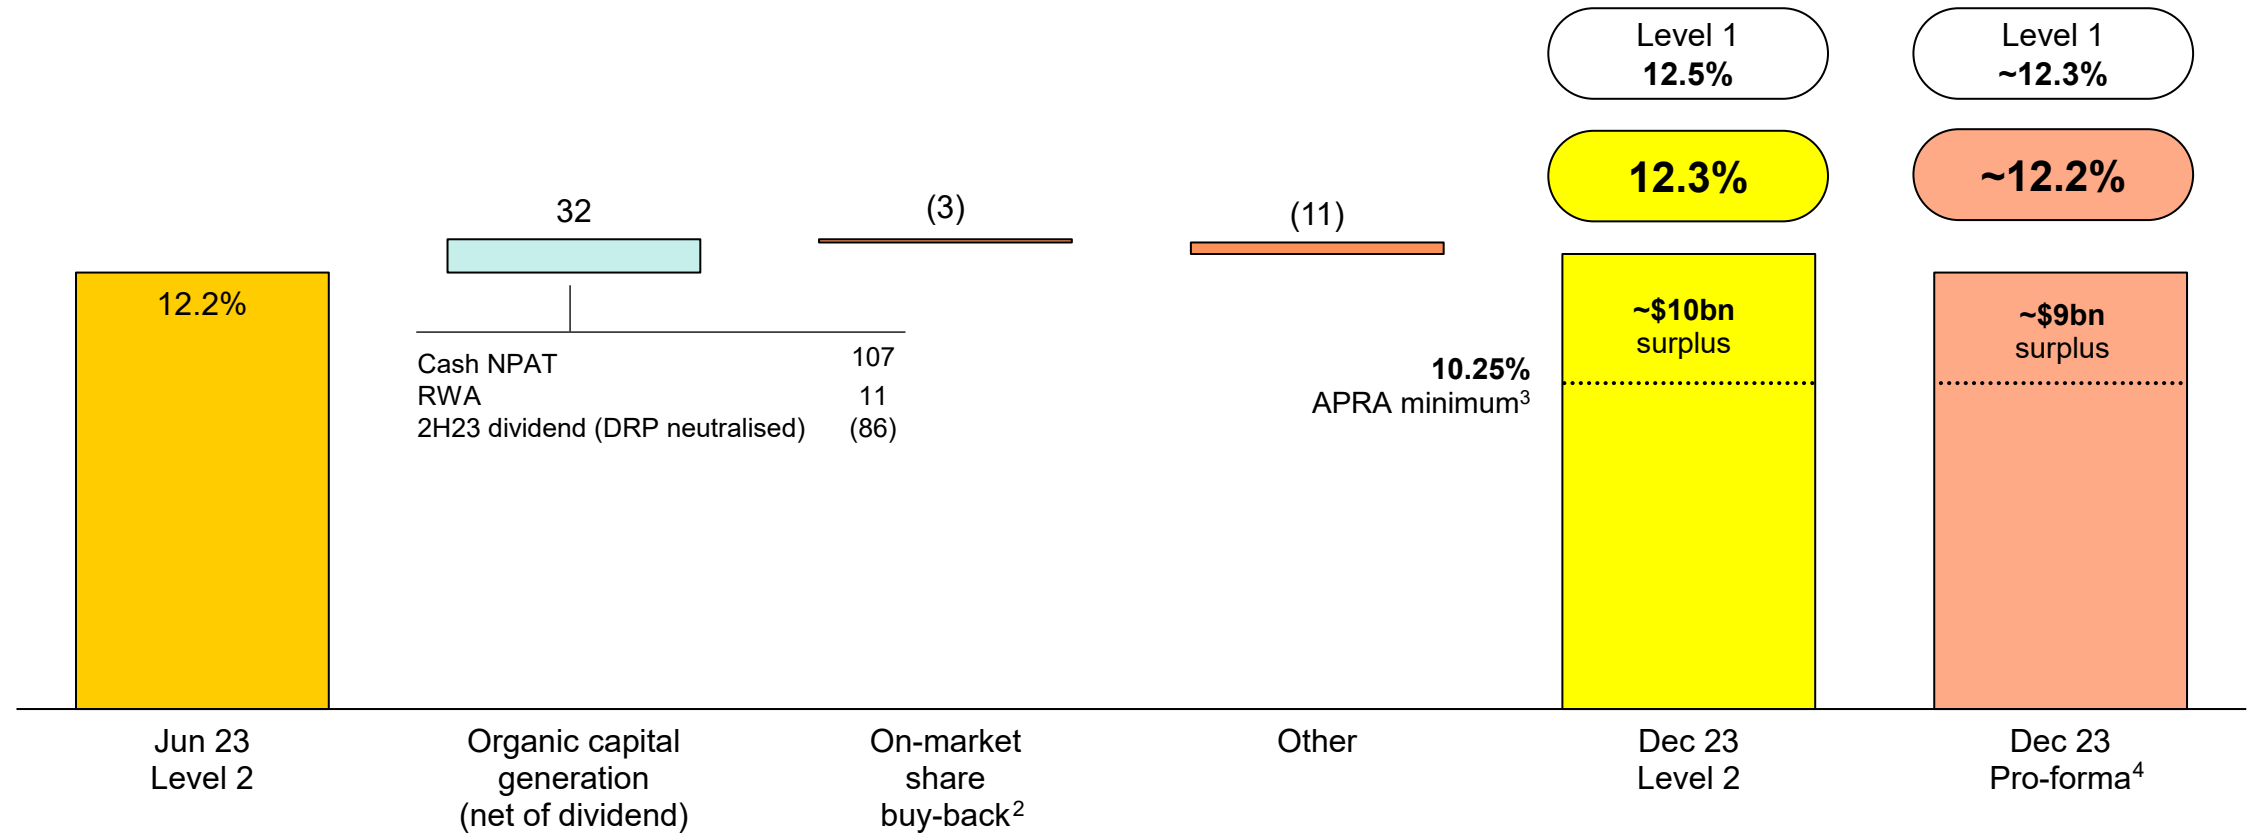 Level 1
12.5%
Level 1
~12.3%
12.3%
~12.2%
32
(3)
(11)
12.2%
~$10bn
surplus
~$9bn
surplus
10.25%
APRA minimum³
Cash NPAT 107
RWA 11
2H23 dividend (DRP neutralised) (86)
Jun 23
Level 2
Organic capital
generation
(net of dividend)
On-market
share
buy-back²
Other
Dec 23
Level 2
Dec 23
Pro-forma⁴